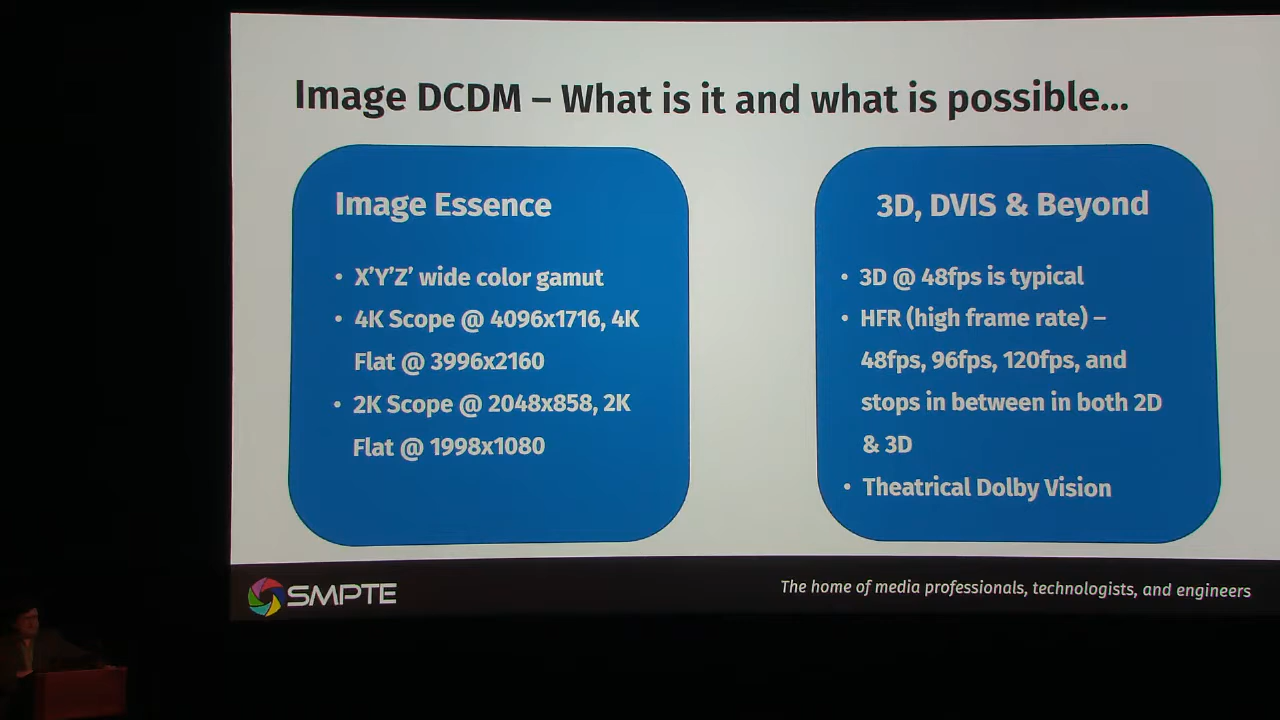 Image DCDM – What is it and what is possible...
Image Essence
• X'Y'Z' wide color gamut
• 4K Scope @ 4096x1716, 4K
Flat @ 3996x2160
• 2K Scope @ 2048x858, 2K
Flat @ 1998x1080
3D, DVIS & Beyond
• 3D @ 48fps is typical
• HFR (high frame rate) –
48fps, 96fps, 120fps, and
stops in between in both 2D
& 3D
• Theatrical Dolby Vision
SMPTE
The home of media professionals, technologists, and engineers